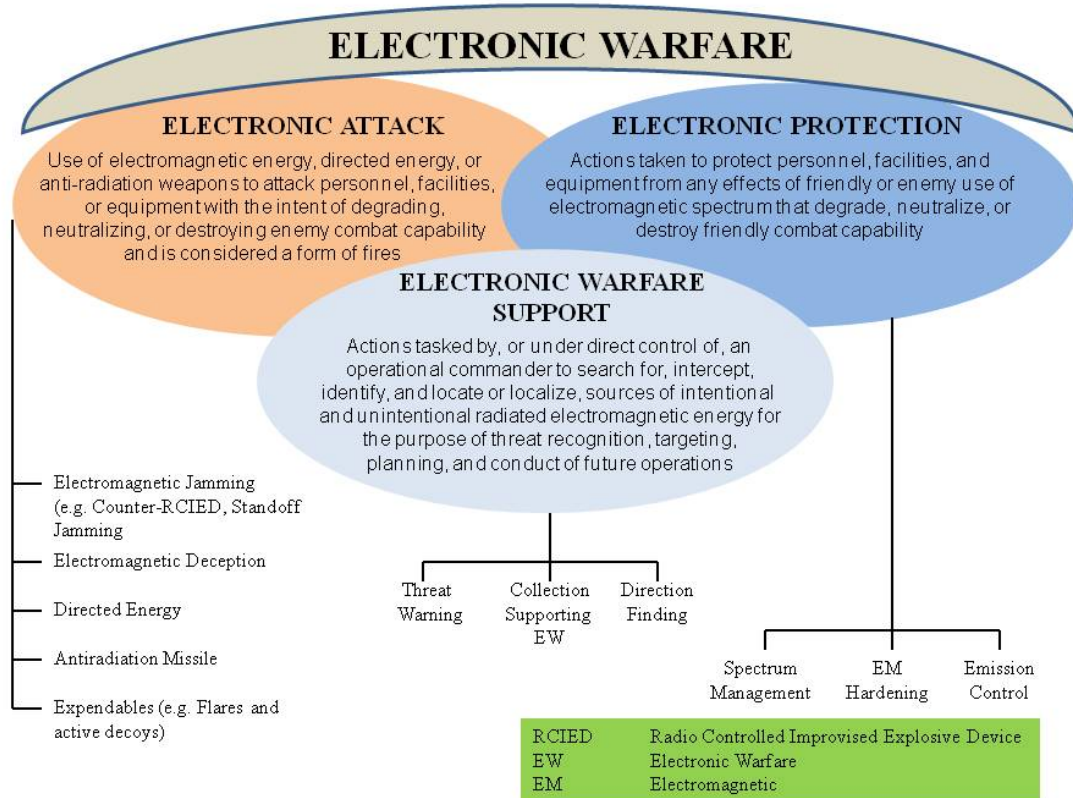 ELECTRONIC WARFARE
ELECTRONIC ATTACK
Use of electromagnetic energy, directed energy, or
anti-radiation weapons to attack personnel, facilities,
or equipment with the intent of degrading,
neutralizing, or destroying enemy combat capability
and is considered a form of fires
ELECTRONIC PROTECTION
Actions taken to protect personnel, facilities, and
equipment from any effects of friendly or enemy use of
electromagnetic spectrum that degrade, neutralize, or
destroy friendly combat capability
ELECTRONIC WARFARE
SUPPORT
Actions tasked by, or under direct control of, an
operational commander to search for, intercept,
identify, and locate or localize, sources of intentional
and unintentional radiated electromagnetic energy for
the purpose of threat recognition, targeting,
planning, and conduct of future operations
Electromagnetic Jamming
(e.g. Counter-RCIED, Standoff
Jamming
Electromagnetic Deception
Directed Energy
Antiradiation Missile
Expendables (e.g. Flares and
active decoys)
Threat
Warning
Collection
Supporting
EW
Direction
Finding
Spectrum
Management
EM
Hardening
Emission
Control
RCIED Radio Controlled Improvised Explosive Device
EW Electronic Warfare
EM Electromagnetic